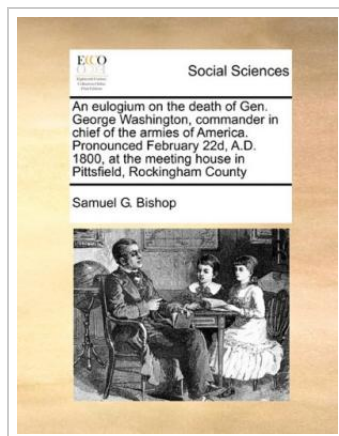 ECCO
Social Sciences
An eulogium on the death of Gen.
George Washington, commander in
chief of the armies of America.
Pronounced February 22d, A.D.
1800, at the meeting house in
Pittsfield, Rockingham County
Samuel G. Bishop